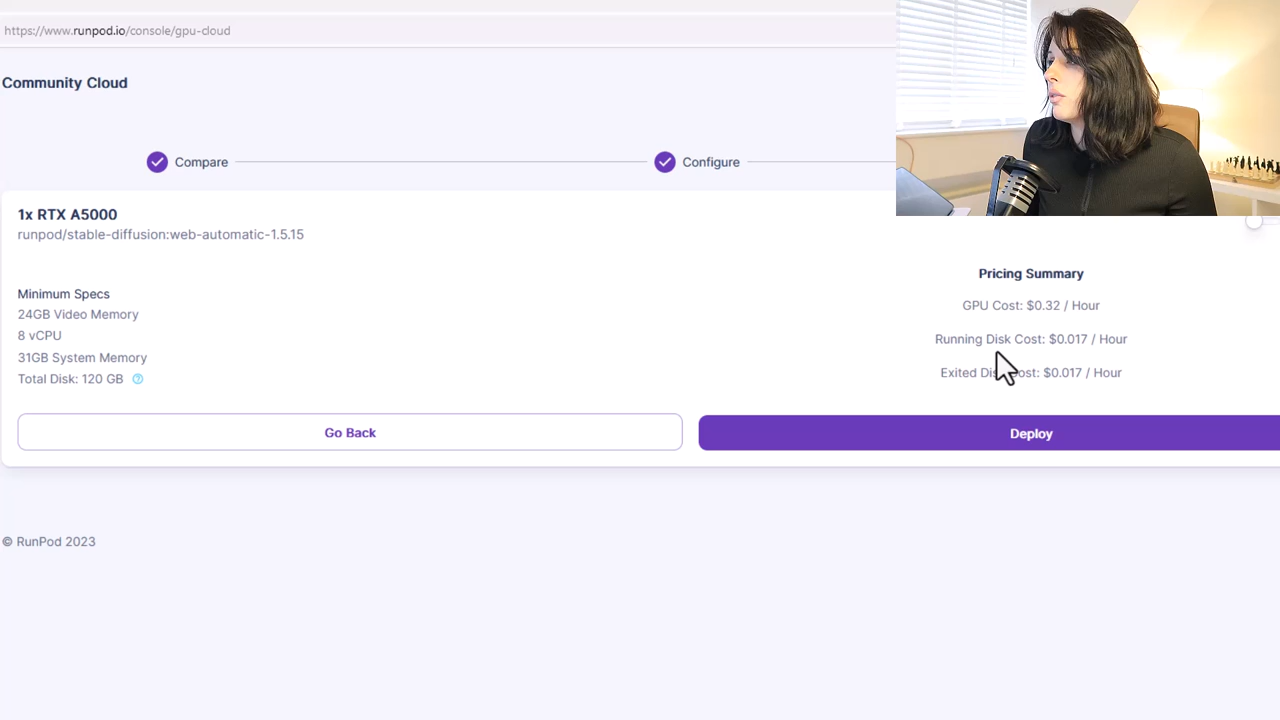 https://www.runpod.io/console/gpu-cloud
Community Cloud
Compare
Configure
1x RTX A5000
runpod/stable-diffusion:web-automatic-1.5.15
Minimum Specs
24GB Video Memory
8 vCPU
31GB System Memory
Total Disk: 120 GB
Pricing Summary
GPU Cost: $0.32 / Hour
Running Disk Cost: $0.017 / Hour
Exited Disk Cost: $0.017 / Hour
Go Back
Deploy
© RunPod 2023